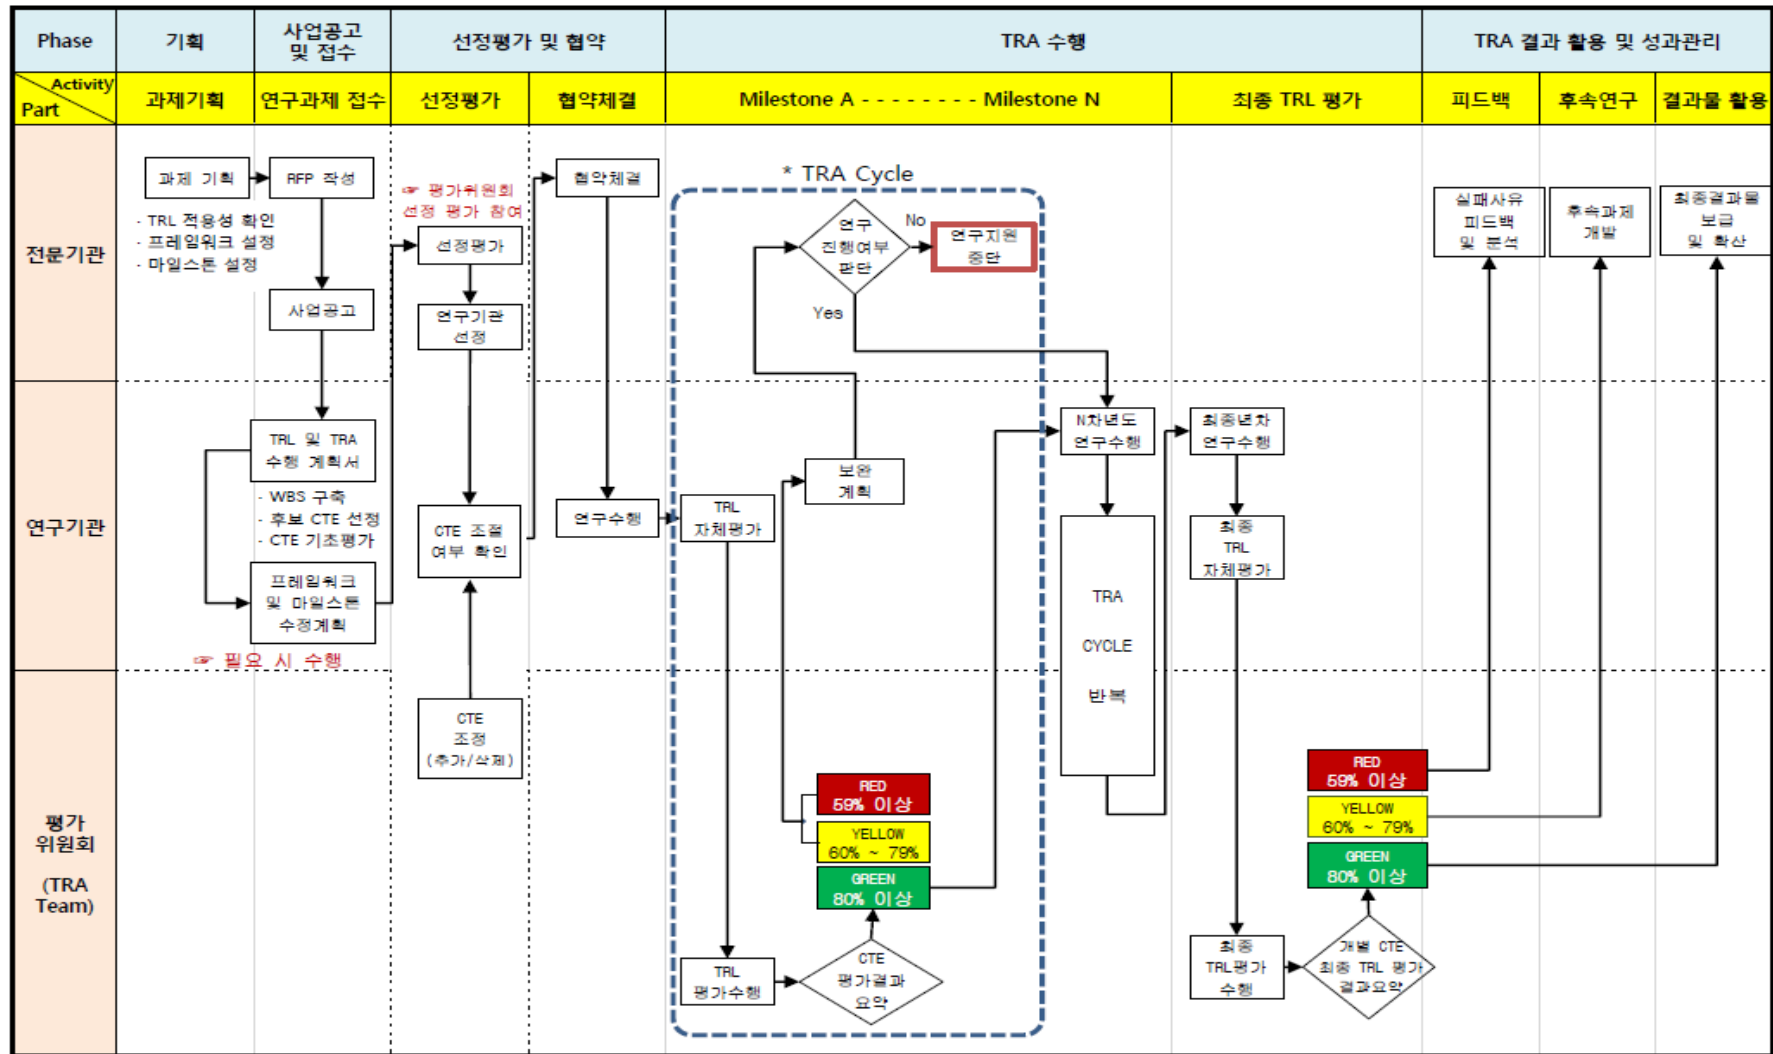 Phase
기획
사업공고
및 접수
선정평가 및 협약
TRA 수행
TRA 결과 활용 및 성과관리
Activity
Part
과제기획
연구과제 접수
선정평가
협약체결
Milestone A - - - - - - - - Milestone N
최종 TRL 평가
피드백
후속연구
결과물 활용
전문기관
과제 기획
RFP 작성
- TRL 적용성 확인
- 프레임워크 설정
- 마일스톤 설정
사업공고
☞ 평가위원회
선정 평가 참여
선정평가
연구기관
선정
협약체결
* TRA Cycle
연구
진행여부
판단
No
연구지원
중단
Yes
실패사유
피드백
및 분석
후속과제
개발
최종결과물
보급
및 확산
연구기관
TRL 및 TRA
수행 계획서
- WBS 구축
- 후보 CTE 선정
- CTE 기초평가
프레임워크
및 마일스톤
수정계획
☞ 필요 시 수행
CTE 조절
여부 확인
연구수행
TRL
자체평가
보완
계획
N차년도
연구수행
TRA
CYCLE
반복
최종년차
연구수행
최종
TRL
자체평가
평가
위원회
(TRA
Team)
CTE
조정
(추가/삭제)
RED
59% 이상
YELLOW
60% ~ 79%
GREEN
80% 이상
TRL
평가수행
CTE
평가결과
요약
RED
59% 이상
YELLOW
60% ~ 79%
GREEN
80% 이상
최종
TRL평가
수행
개별 CTE
최종 TRL 평가
결과요약